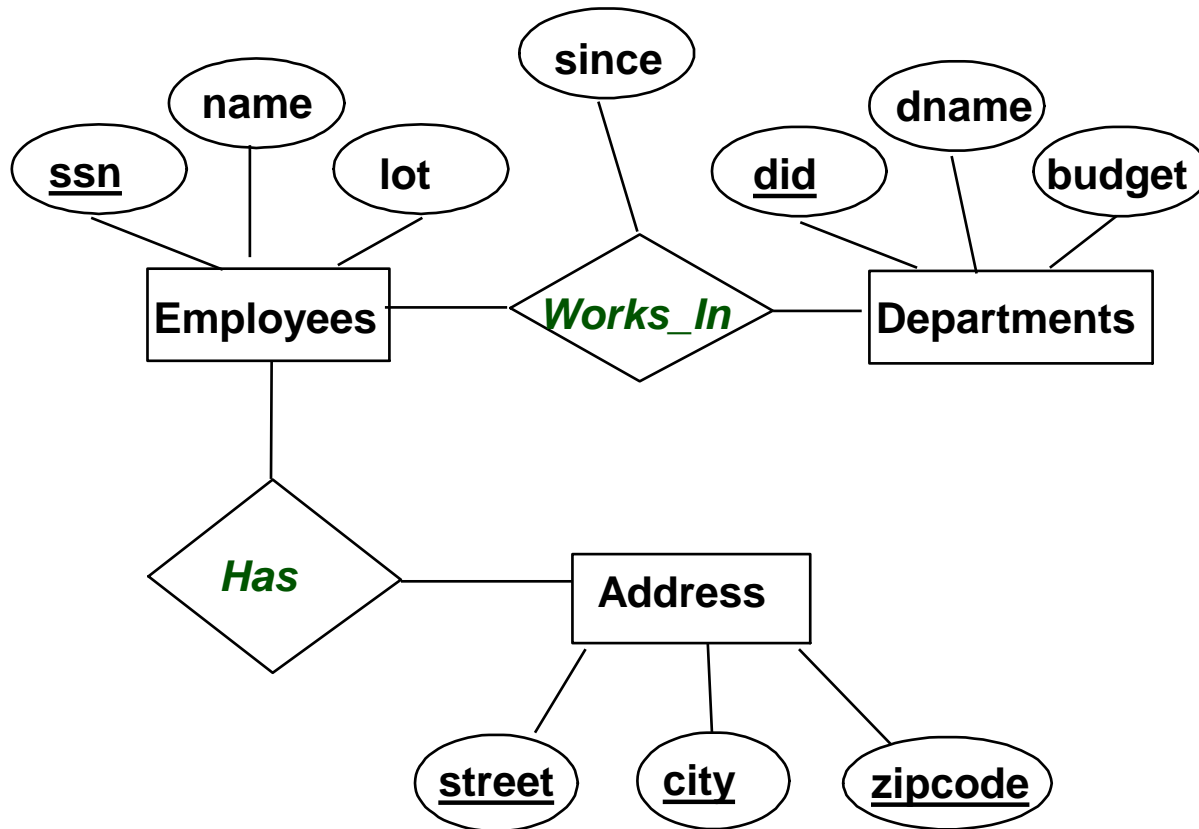 since
name
dname
ssn
lot
did
budget
Employees
Works_In
Departments
Has
Address
street
city
zipcode